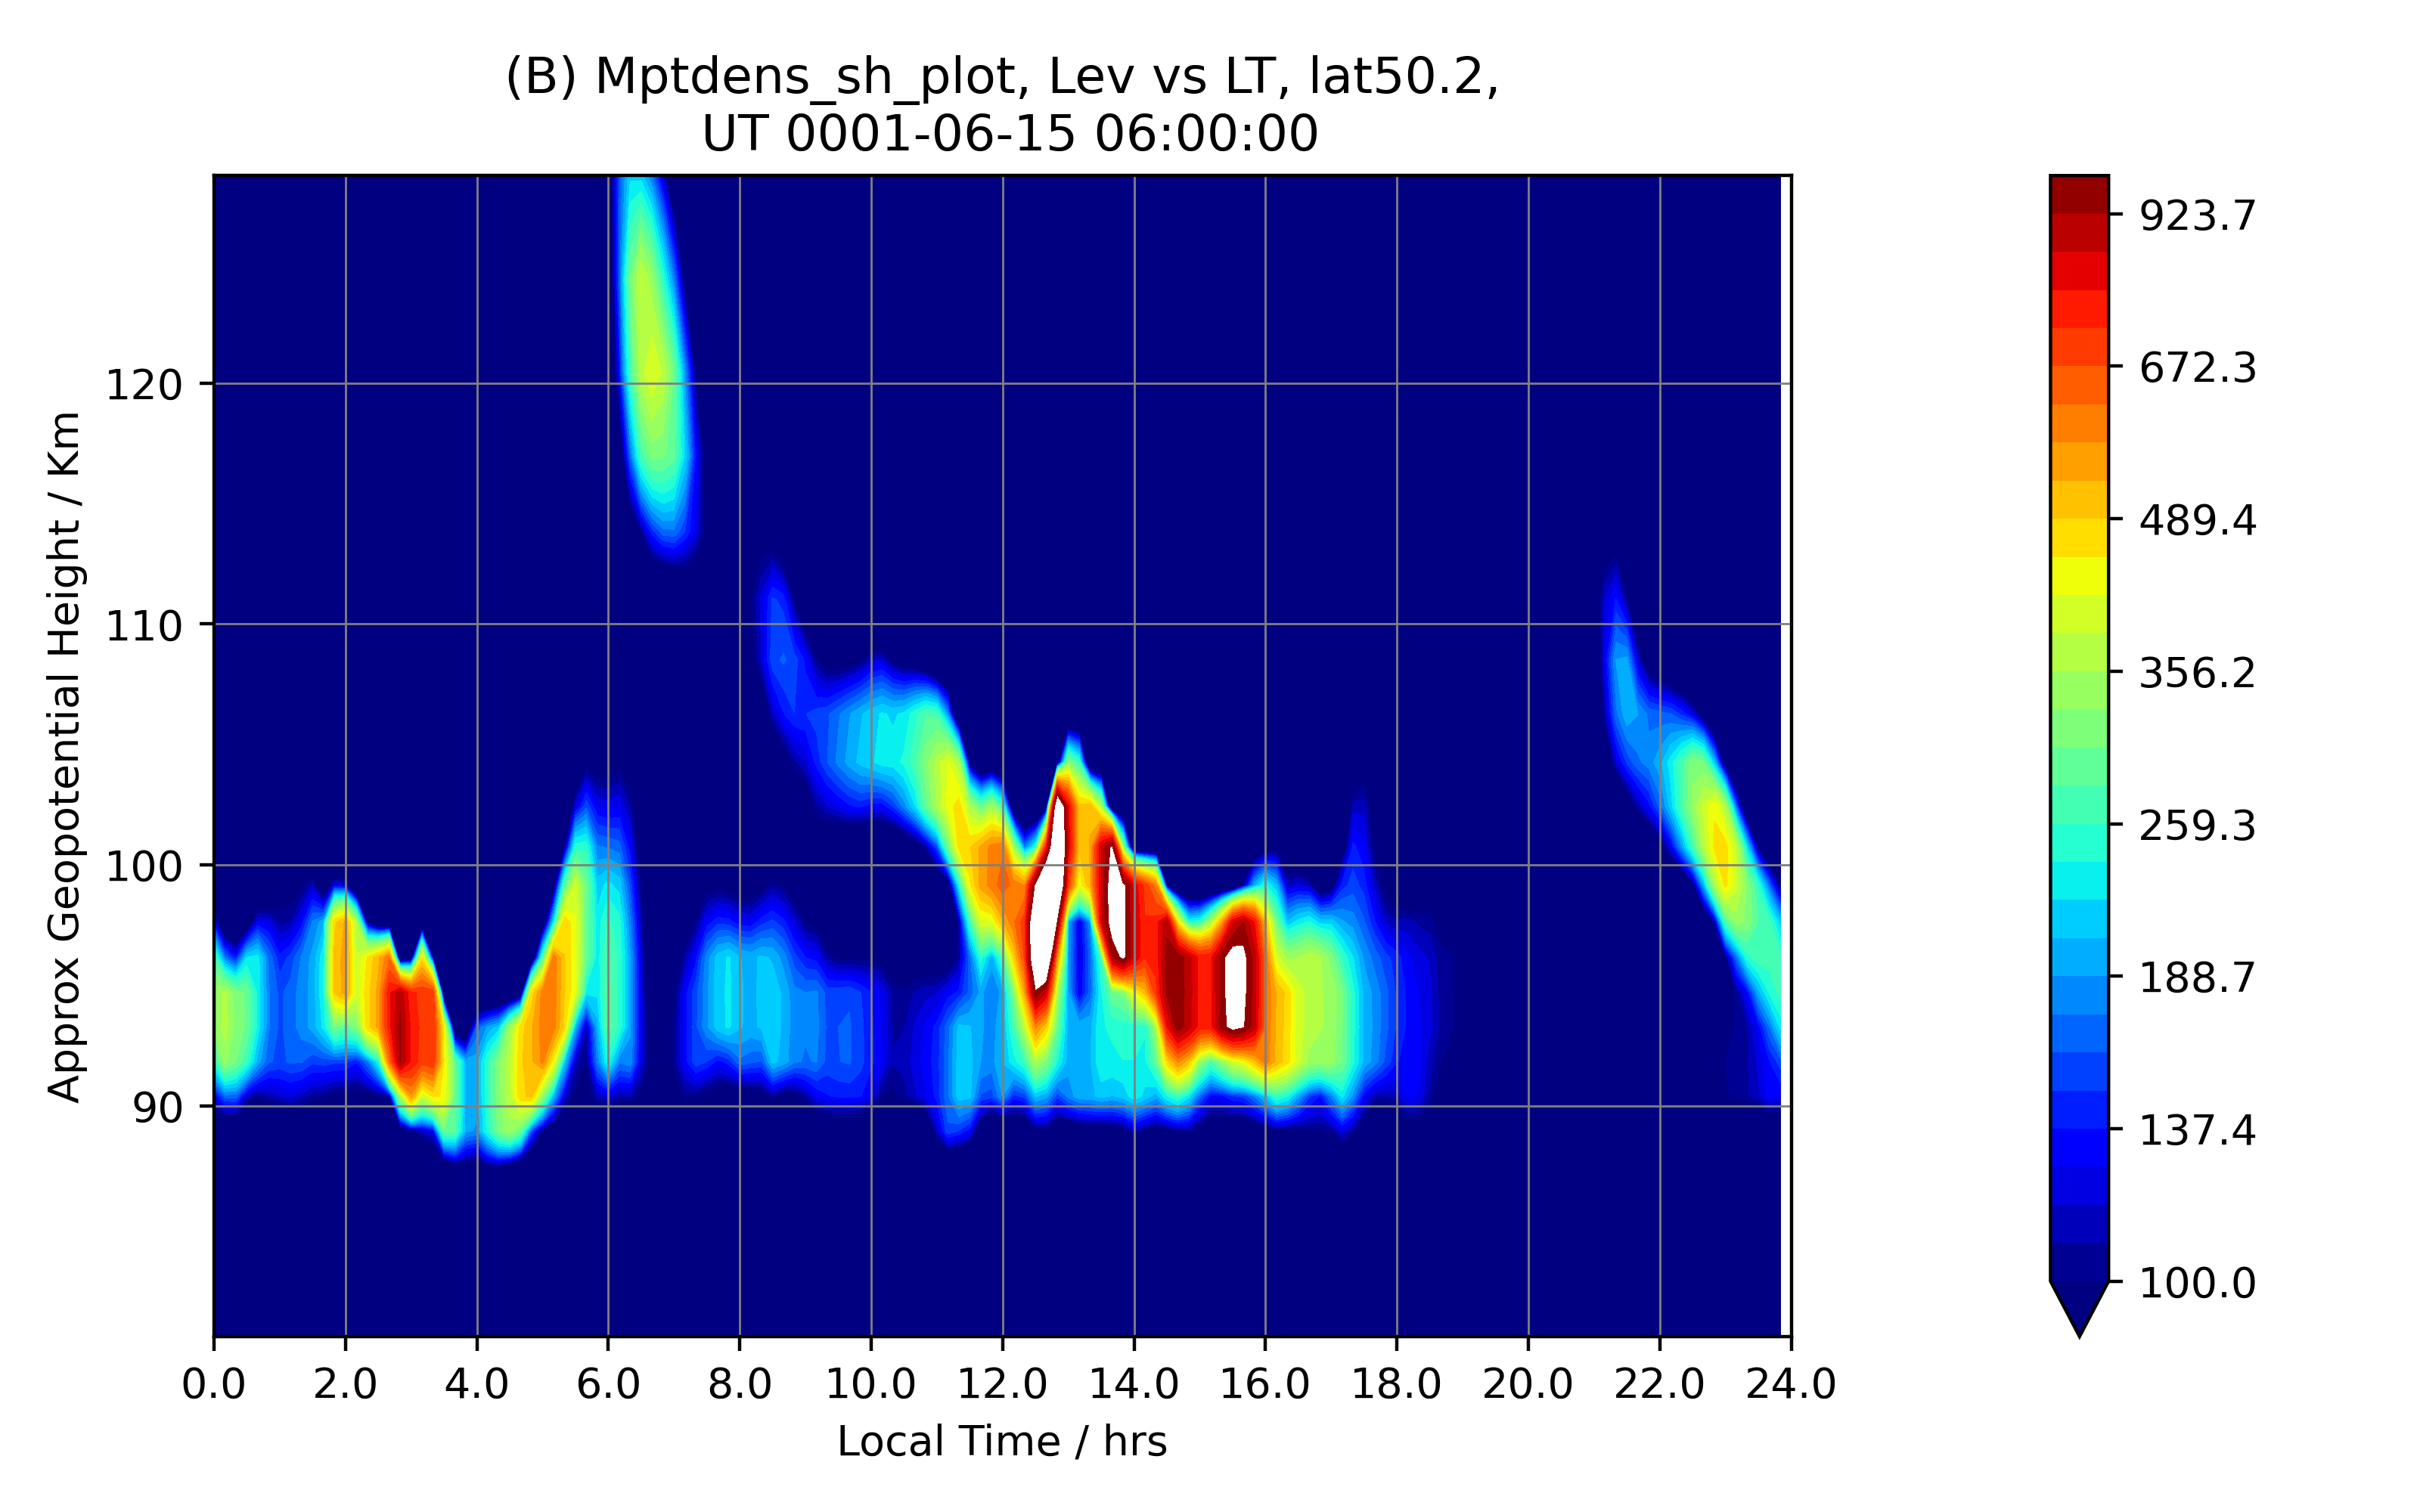 (B) Mptdens_sh_plot, Lev vs LT, lat50.2,
UT 0001-06-15 06:00:00
Approx Geopotential Height / Km
120
110
100
90
0.0 2.0 4.0 6.0 8.0 10.0 12.0 14.0 16.0 18.0 20.0 22.0 24.0
Local Time / hrs
923.7
672.3
489.4
356.2
259.3
188.7
137.4
100.0